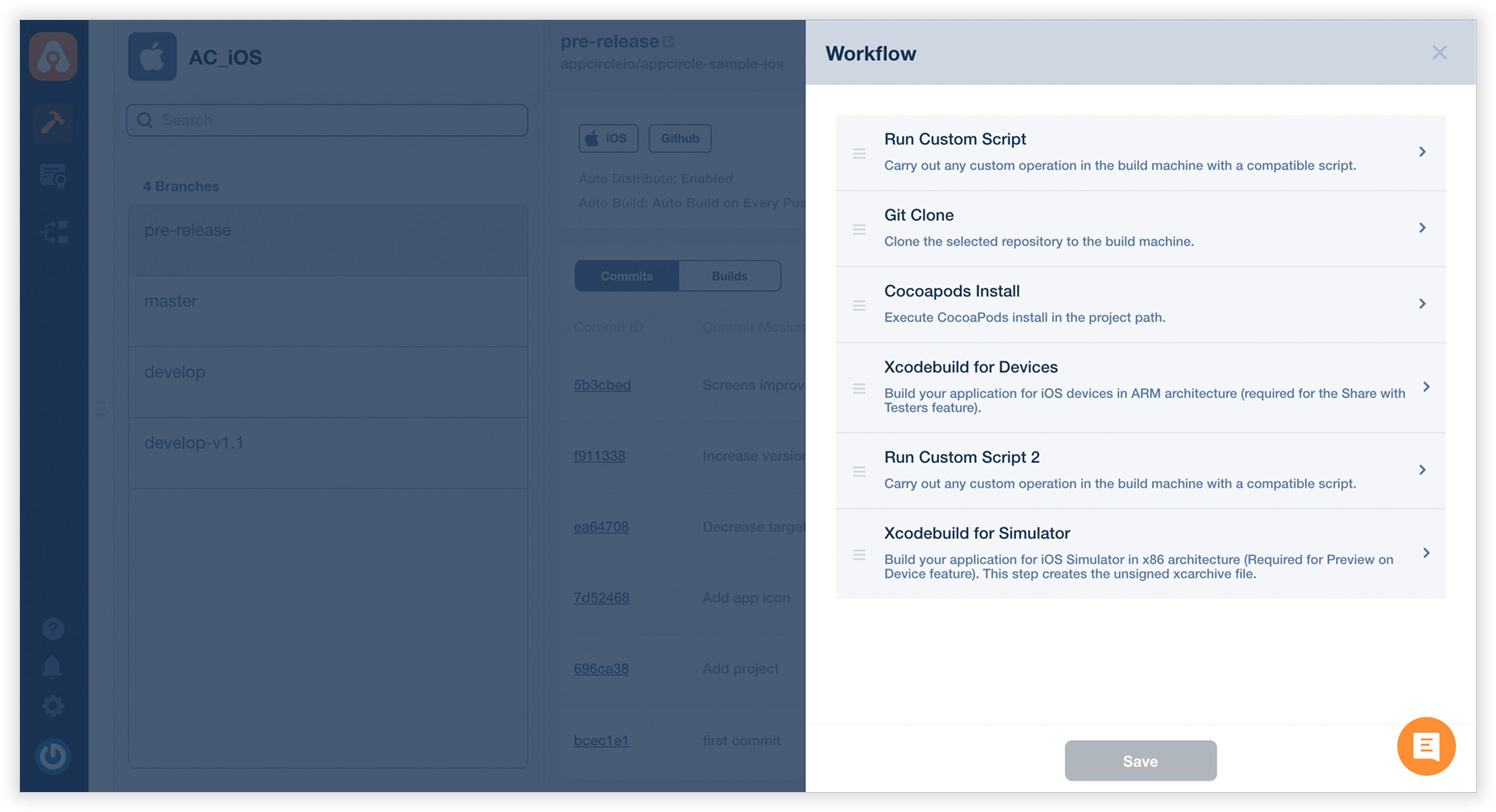 AC_iOS
Search
4 Branches
pre-release
master
develop
develop-v1.1
pre-release
appcircleio/appcircle-sample-ios
iOS
Github
Auto Distribute: Enabled
Auto Build: Auto Build on Every Pus
Commits
Builds
Commit ID
Commit Messa
5b3cbed
Screens improv
f911338
Increase version
ea64708
Decrease target
7d52468
Add app icon
696ca38
Add project
bcec1e1
first commit
Workflow
Run Custom Script
Carry out any custom operation in the build machine with a compatible script.
Git Clone
Clone the selected repository to the build machine.
Cocoapods Install
Execute CocoaPods install in the project path.
Xcodebuild for Devices
Build your application for iOS devices in ARM architecture (required for the Share with
Testers feature).
Run Custom Script 2
Carry out any custom operation in the build machine with a compatible script.
Xcodebuild for Simulator
Build your application for iOS Simulator in x86 architecture (Required for Preview on
Device feature). This step creates the unsigned xcarchive file.
Save